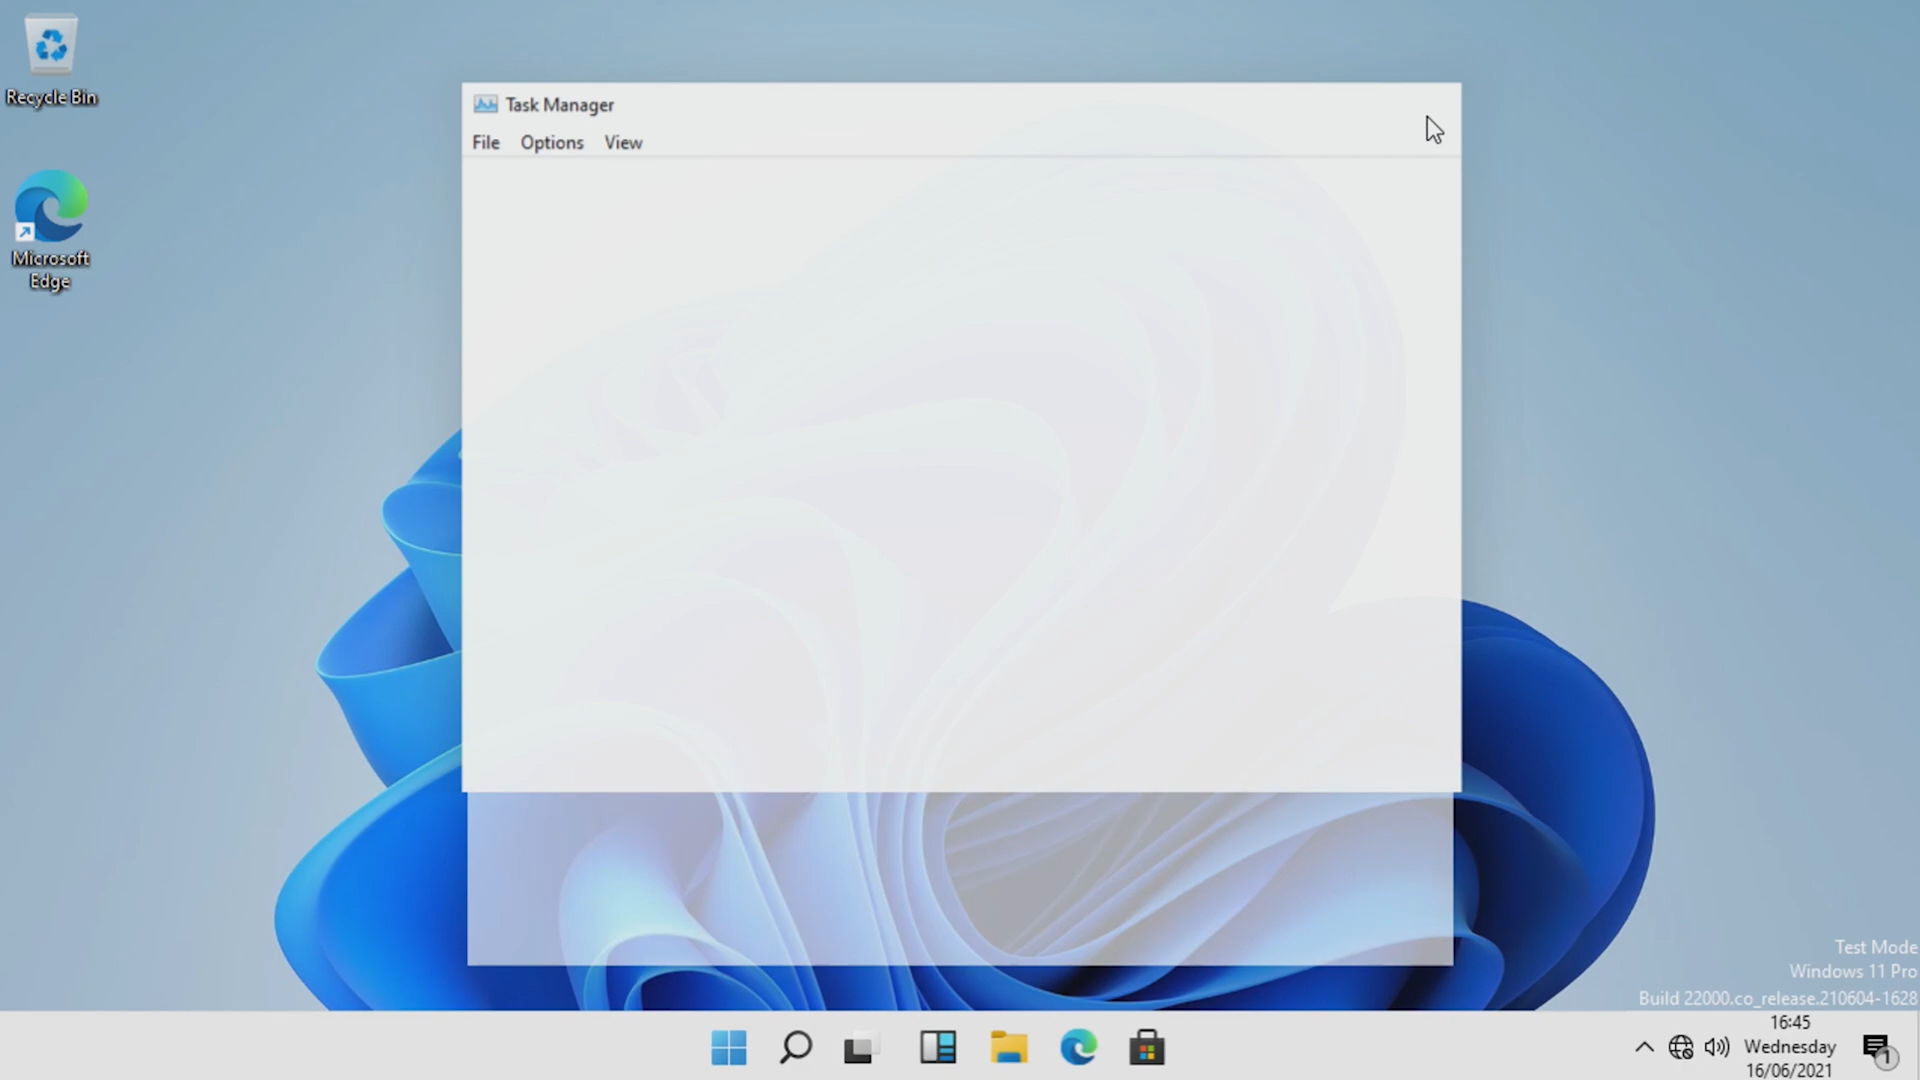 Recycle Bin
Microsoft
Edge
Task Manager
File Options View
Test Mode
Windows 11 Pro
Build 22000.co_release.210604-1628
16:45
Wednesday
16/06/2021
1